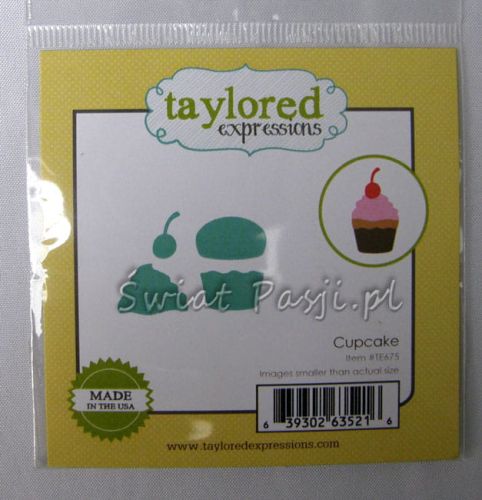 taylored
expressions
Świat Pasji.pl
Cupcake
Item #TE675
Images smaller than actual size
MADE
IN THE USA
6 39302 63521 6
www.tayloredexpressions.com